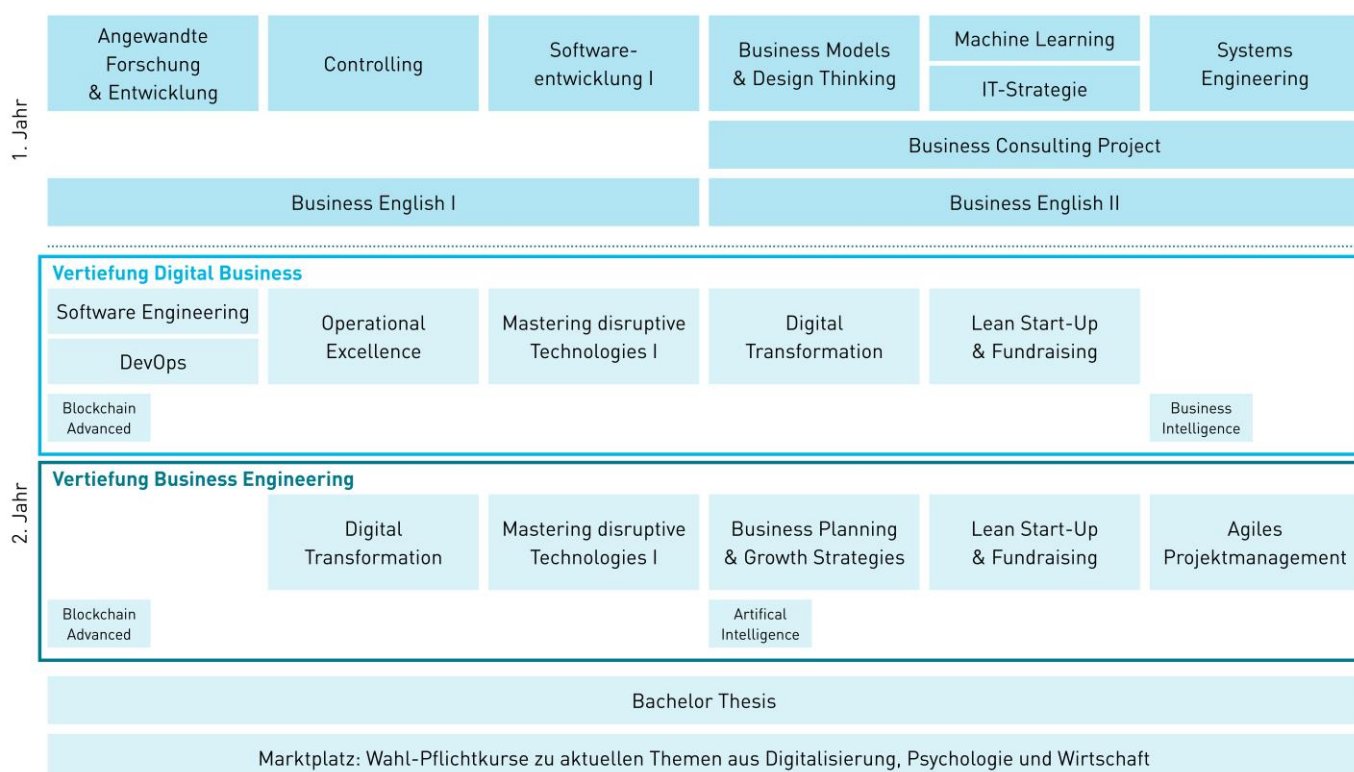 1. Jahr
Angewandte
Forschung
& Entwicklung
Controlling
Software-
entwicklung I
Business Models
& Design Thinking
Machine Learning
IT-Strategie
Systems
Engineering
Business Consulting Project
Business English I
Business English II
2. Jahr
Vertiefung Digital Business
Software Engineering
DevOps
Operational
Excellence
Mastering disruptive
Technologies I
Digital
Transformation
Lean Start-Up
& Fundraising
Blockchain
Advanced
Business
Intelligence
Vertiefung Business Engineering
Digital
Transformation
Mastering disruptive
Technologies I
Business Planning
& Growth Strategies
Lean Start-Up
& Fundraising
Agiles
Projektmanagement
Blockchain
Advanced
Artifical
Intelligence
Bachelor Thesis
Marktplatz: Wahl-Pflichtkurse zu aktuellen Themen aus Digitalisierung, Psychologie und Wirtschaft